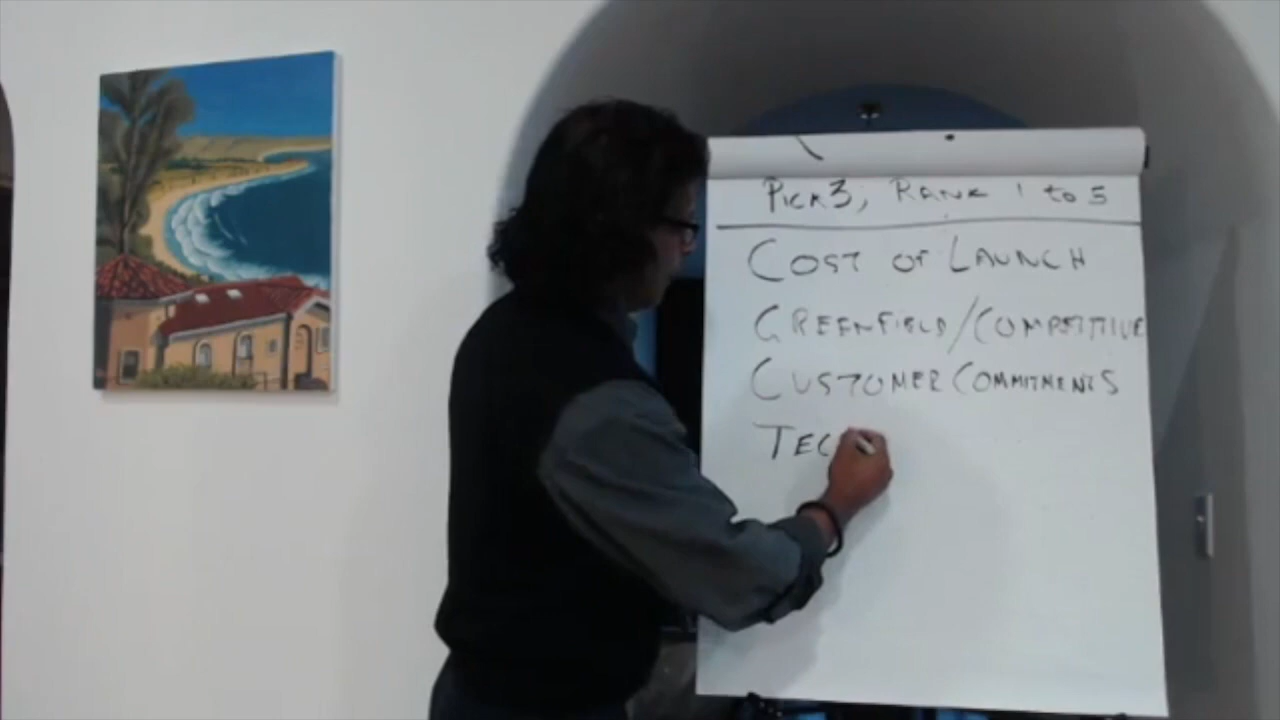 PICK 3, RANK 1 to 5
COST OF LAUNCH
GREENFIELD/COMPETITIVE
CUSTOMER COMMITMENTS
TEC